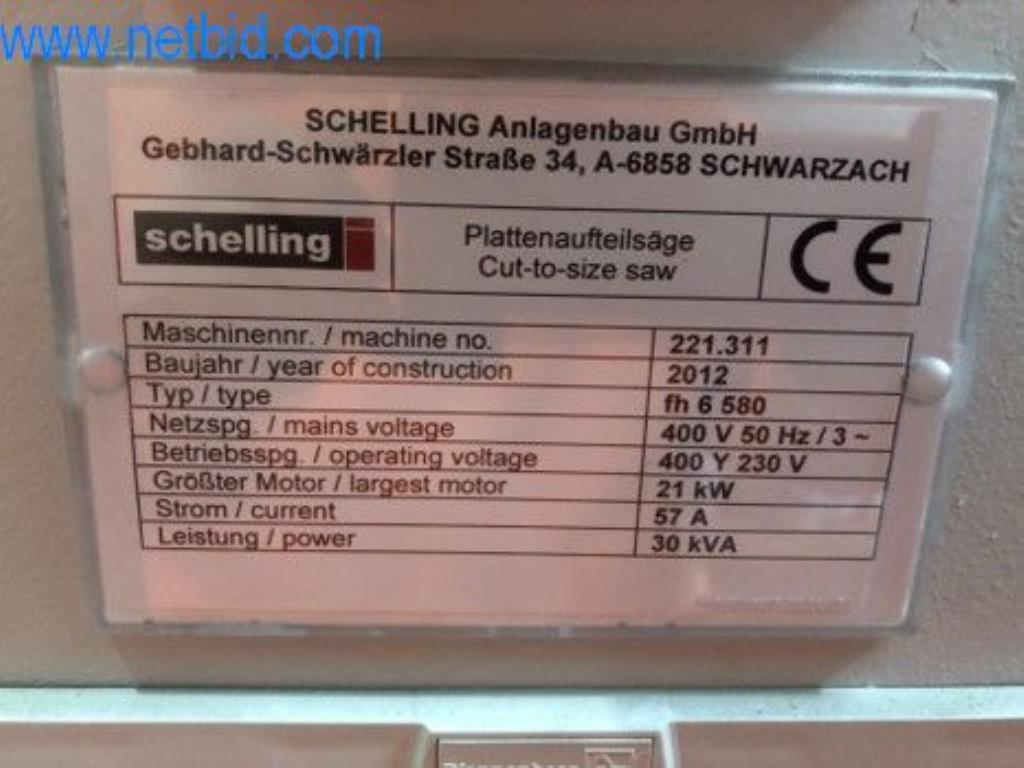 www.netbid.com
SCHELLING Anlagenbau GmbH
Gebhard-Schwärzler Straße 34, A-6858 SCHWARZACH
schelling
Plattenaufteilsäge
Cut-to-size saw
CE
Maschinennr. / machine no. 221.311
Baujahr / year of construction 2012
Typ / type fh 6 580
Netzspg. / mains voltage 400 V 50 Hz / 3 ~
Betriebsspg. / operating voltage 400 Y 230 V
Größter Motor / largest motor 21 kW
Strom / current 57 A
Leistung / power 30 kVA